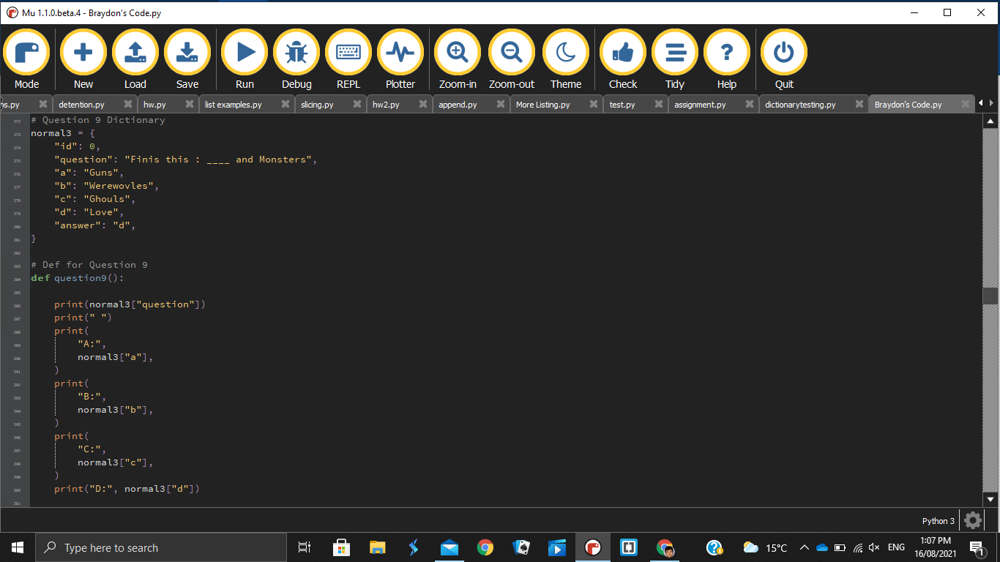 Mu 1.1.0.beta.4 - Braydon's Code.py
Mode New Load Save Run Debug REPL Plotter Zoom-in Zoom-out Theme Check Tidy Help Quit
ns.py detention.py hw.py list examples.py slicing.py hw2.py append.py More Listing.py test.py assignment.py dictionarytesting.py Braydon's Code.py
272 # Question 9 Dictionary
273 normal3 = {
274 "id": 0,
275 "question": "Finis this : ____ and Monsters",
276 "a": "Guns",
277 "b": "Werewovles",
278 "c": "Ghouls",
279 "d": "Love",
280 "answer": "d",
281 }
282
283 # Def for Question 9
284 def question9():
285
286 print(normal3["question"])
287 print(" ")
288 print(
289 "A:",
290 normal3["a"],
291 )
292 print(
293 "B:",
294 normal3["b"],
295 )
296 print(
297 "C:",
298 normal3["c"],
299 )
300 print("D:", normal3["d"])
301
Python 3
Type here to search
15°C
ENG
1:07 PM
16/08/2021
1